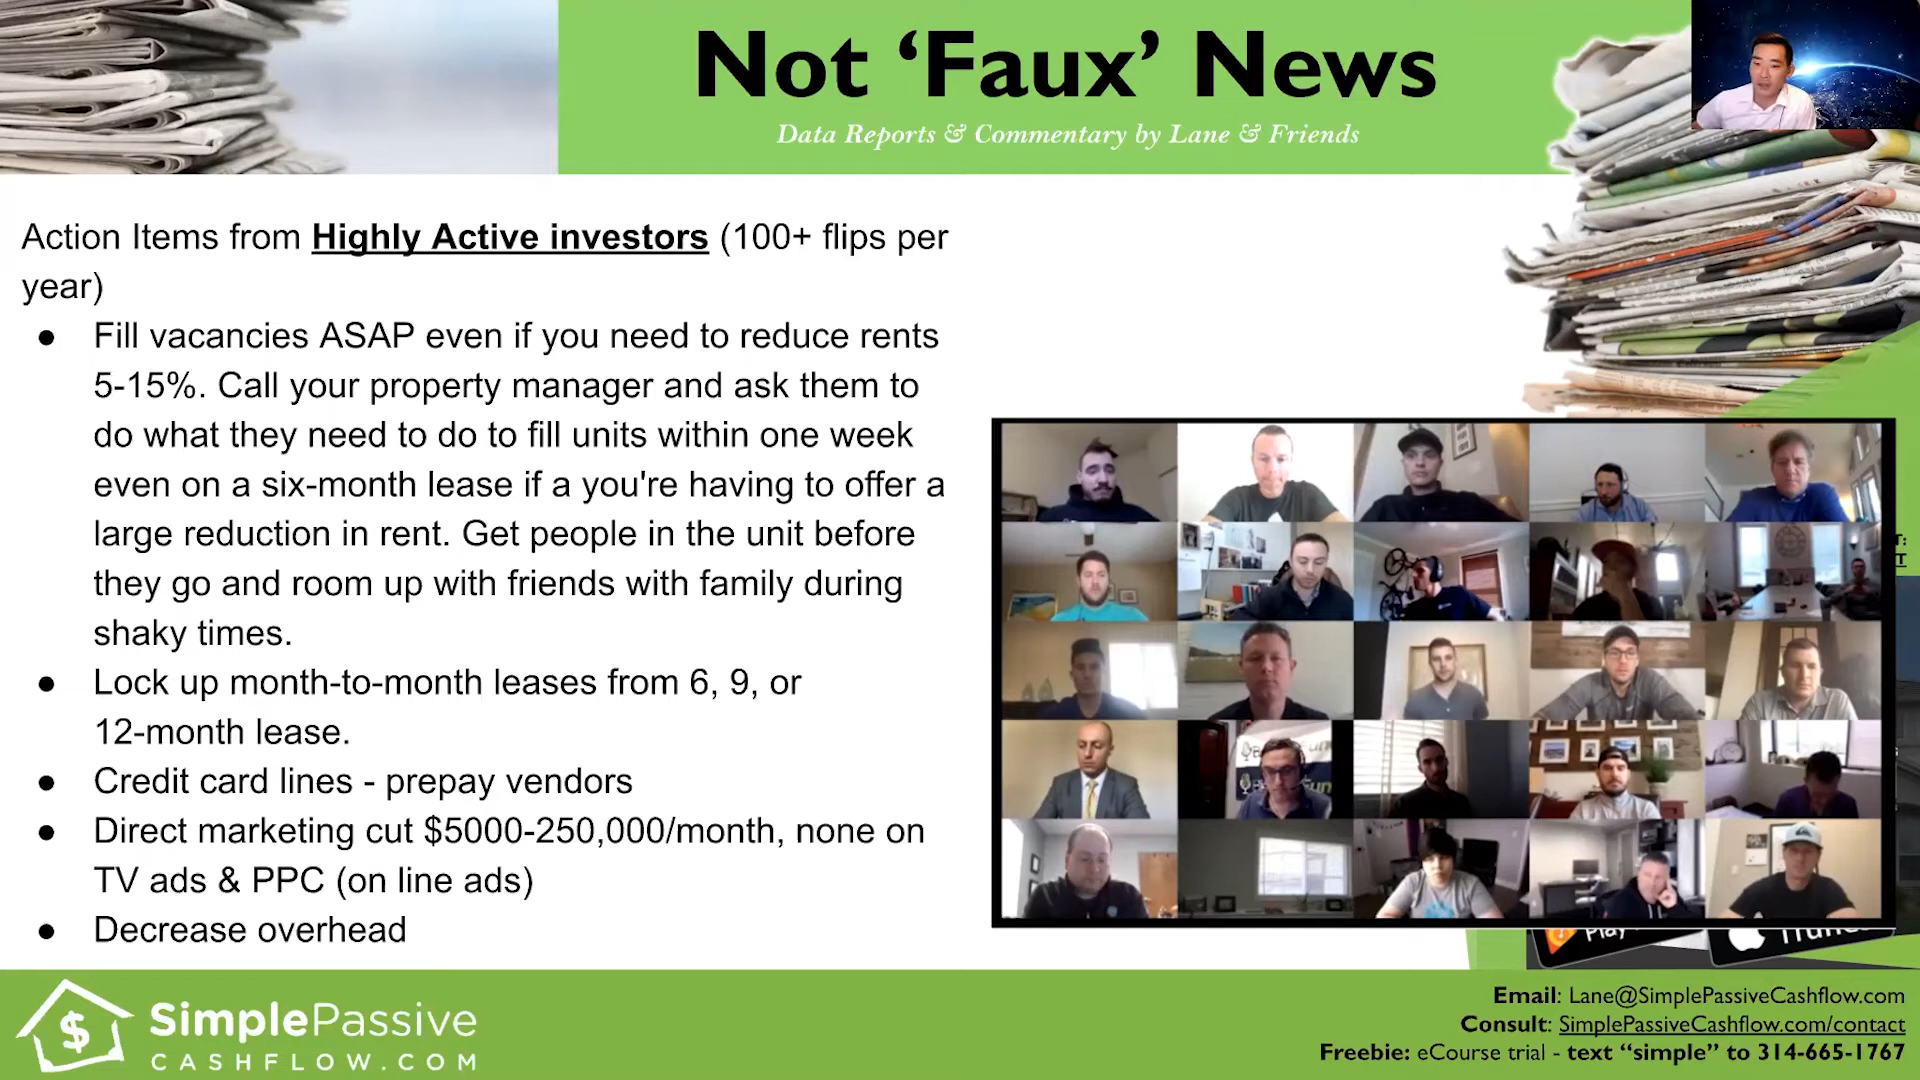 Not ‘Faux’ News
Data Reports & Commentary by Lane & Friends
Action Items from Highly Active investors (100+ flips per
year)
● Fill vacancies ASAP even if you need to reduce rents
5-15%. Call your property manager and ask them to
do what they need to do to fill units within one week
even on a six-month lease if a you're having to offer a
large reduction in rent. Get people in the unit before
they go and room up with friends with family during
shaky times.
● Lock up month-to-month leases from 6, 9, or
12-month lease.
● Credit card lines - prepay vendors
● Direct marketing cut $5000-250,000/month, none on
TV ads & PPC (on line ads)
● Decrease overhead
SimplePassive
CASHFLOW.COM
Email: Lane@SimplePassiveCashflow.com
Consult: SimplePassiveCashflow.com/contact
Freebie: eCourse trial - text “simple” to 314-665-1767